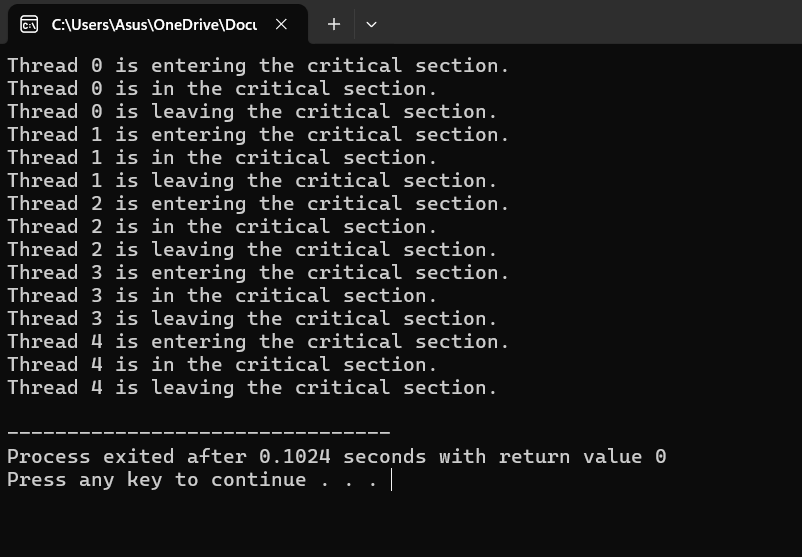 C:\Users\Asus\OneDrive\Docu
Thread 0 is entering the critical section.
Thread 0 is in the critical section.
Thread 0 is leaving the critical section.
Thread 1 is entering the critical section.
Thread 1 is in the critical section.
Thread 1 is leaving the critical section.
Thread 2 is entering the critical section.
Thread 2 is in the critical section.
Thread 2 is leaving the critical section.
Thread 3 is entering the critical section.
Thread 3 is in the critical section.
Thread 3 is leaving the critical section.
Thread 4 is entering the critical section.
Thread 4 is in the critical section.
Thread 4 is leaving the critical section.
--------------------------------
Process exited after 0.1024 seconds with return value 0
Press any key to continue . . .